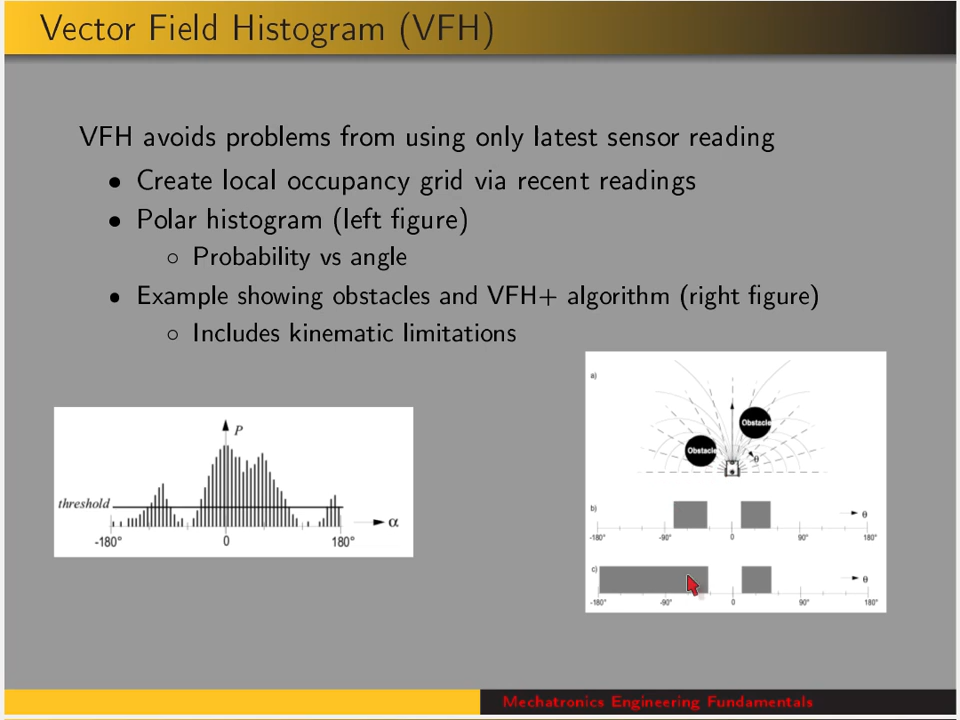 Vector Field Histogram (VFH)
VFH avoids problems from using only latest sensor reading
• Create local occupancy grid via recent readings
• Polar histogram (left figure)
◦ Probability vs angle
• Example showing obstacles and VFH+ algorithm (right figure)
◦ Includes kinematic limitations
P
threshold
α
-180° 0 180°
a)
Obstacle
Obstacle
θ
b)
θ
-180° -90° 0 90° 180°
c)
θ
-180° -90° 0 90° 180°
Mechatronics Engineering Fundamentals